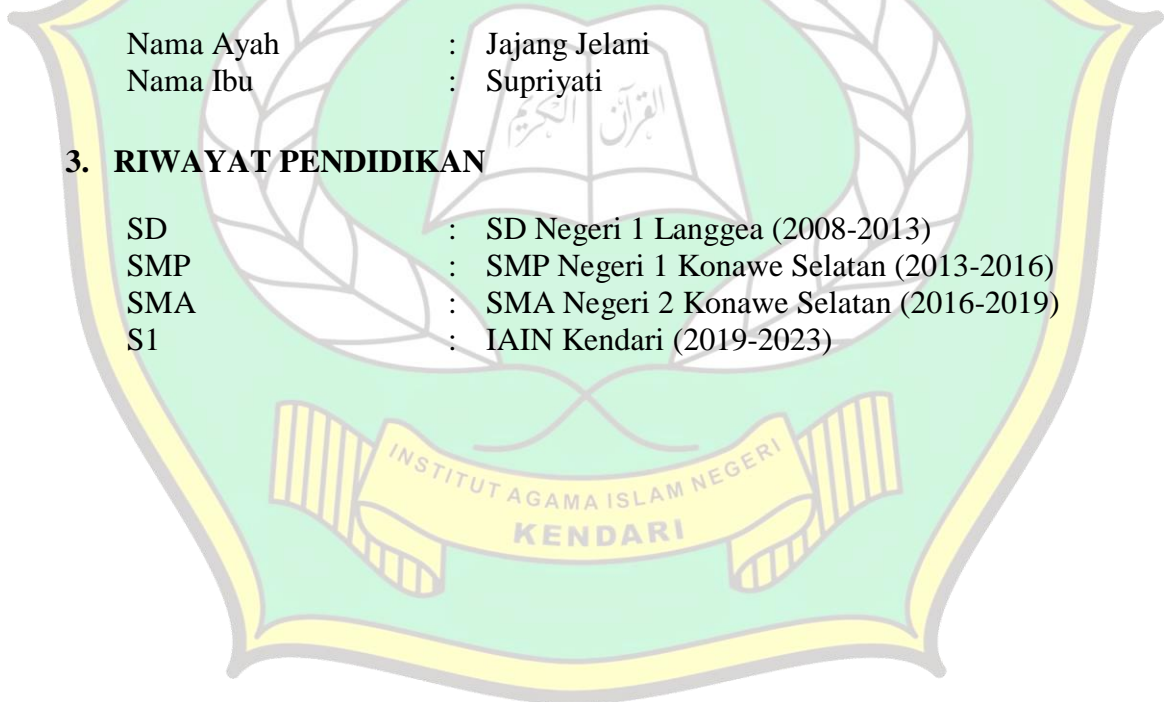 Nama Ayah : Jajang Jelani
Nama Ibu : Supriyati
3. RIWAYAT PENDIDIKAN
SD : SD Negeri 1 Langgea (2008-2013)
SMP : SMP Negeri 1 Konawe Selatan (2013-2016)
SMA : SMA Negeri 2 Konawe Selatan (2016-2019)
S1 : IAIN Kendari (2019-2023)
القرآن الكريم
INSTITUT AGAMA ISLAM NEGERI
KENDARI